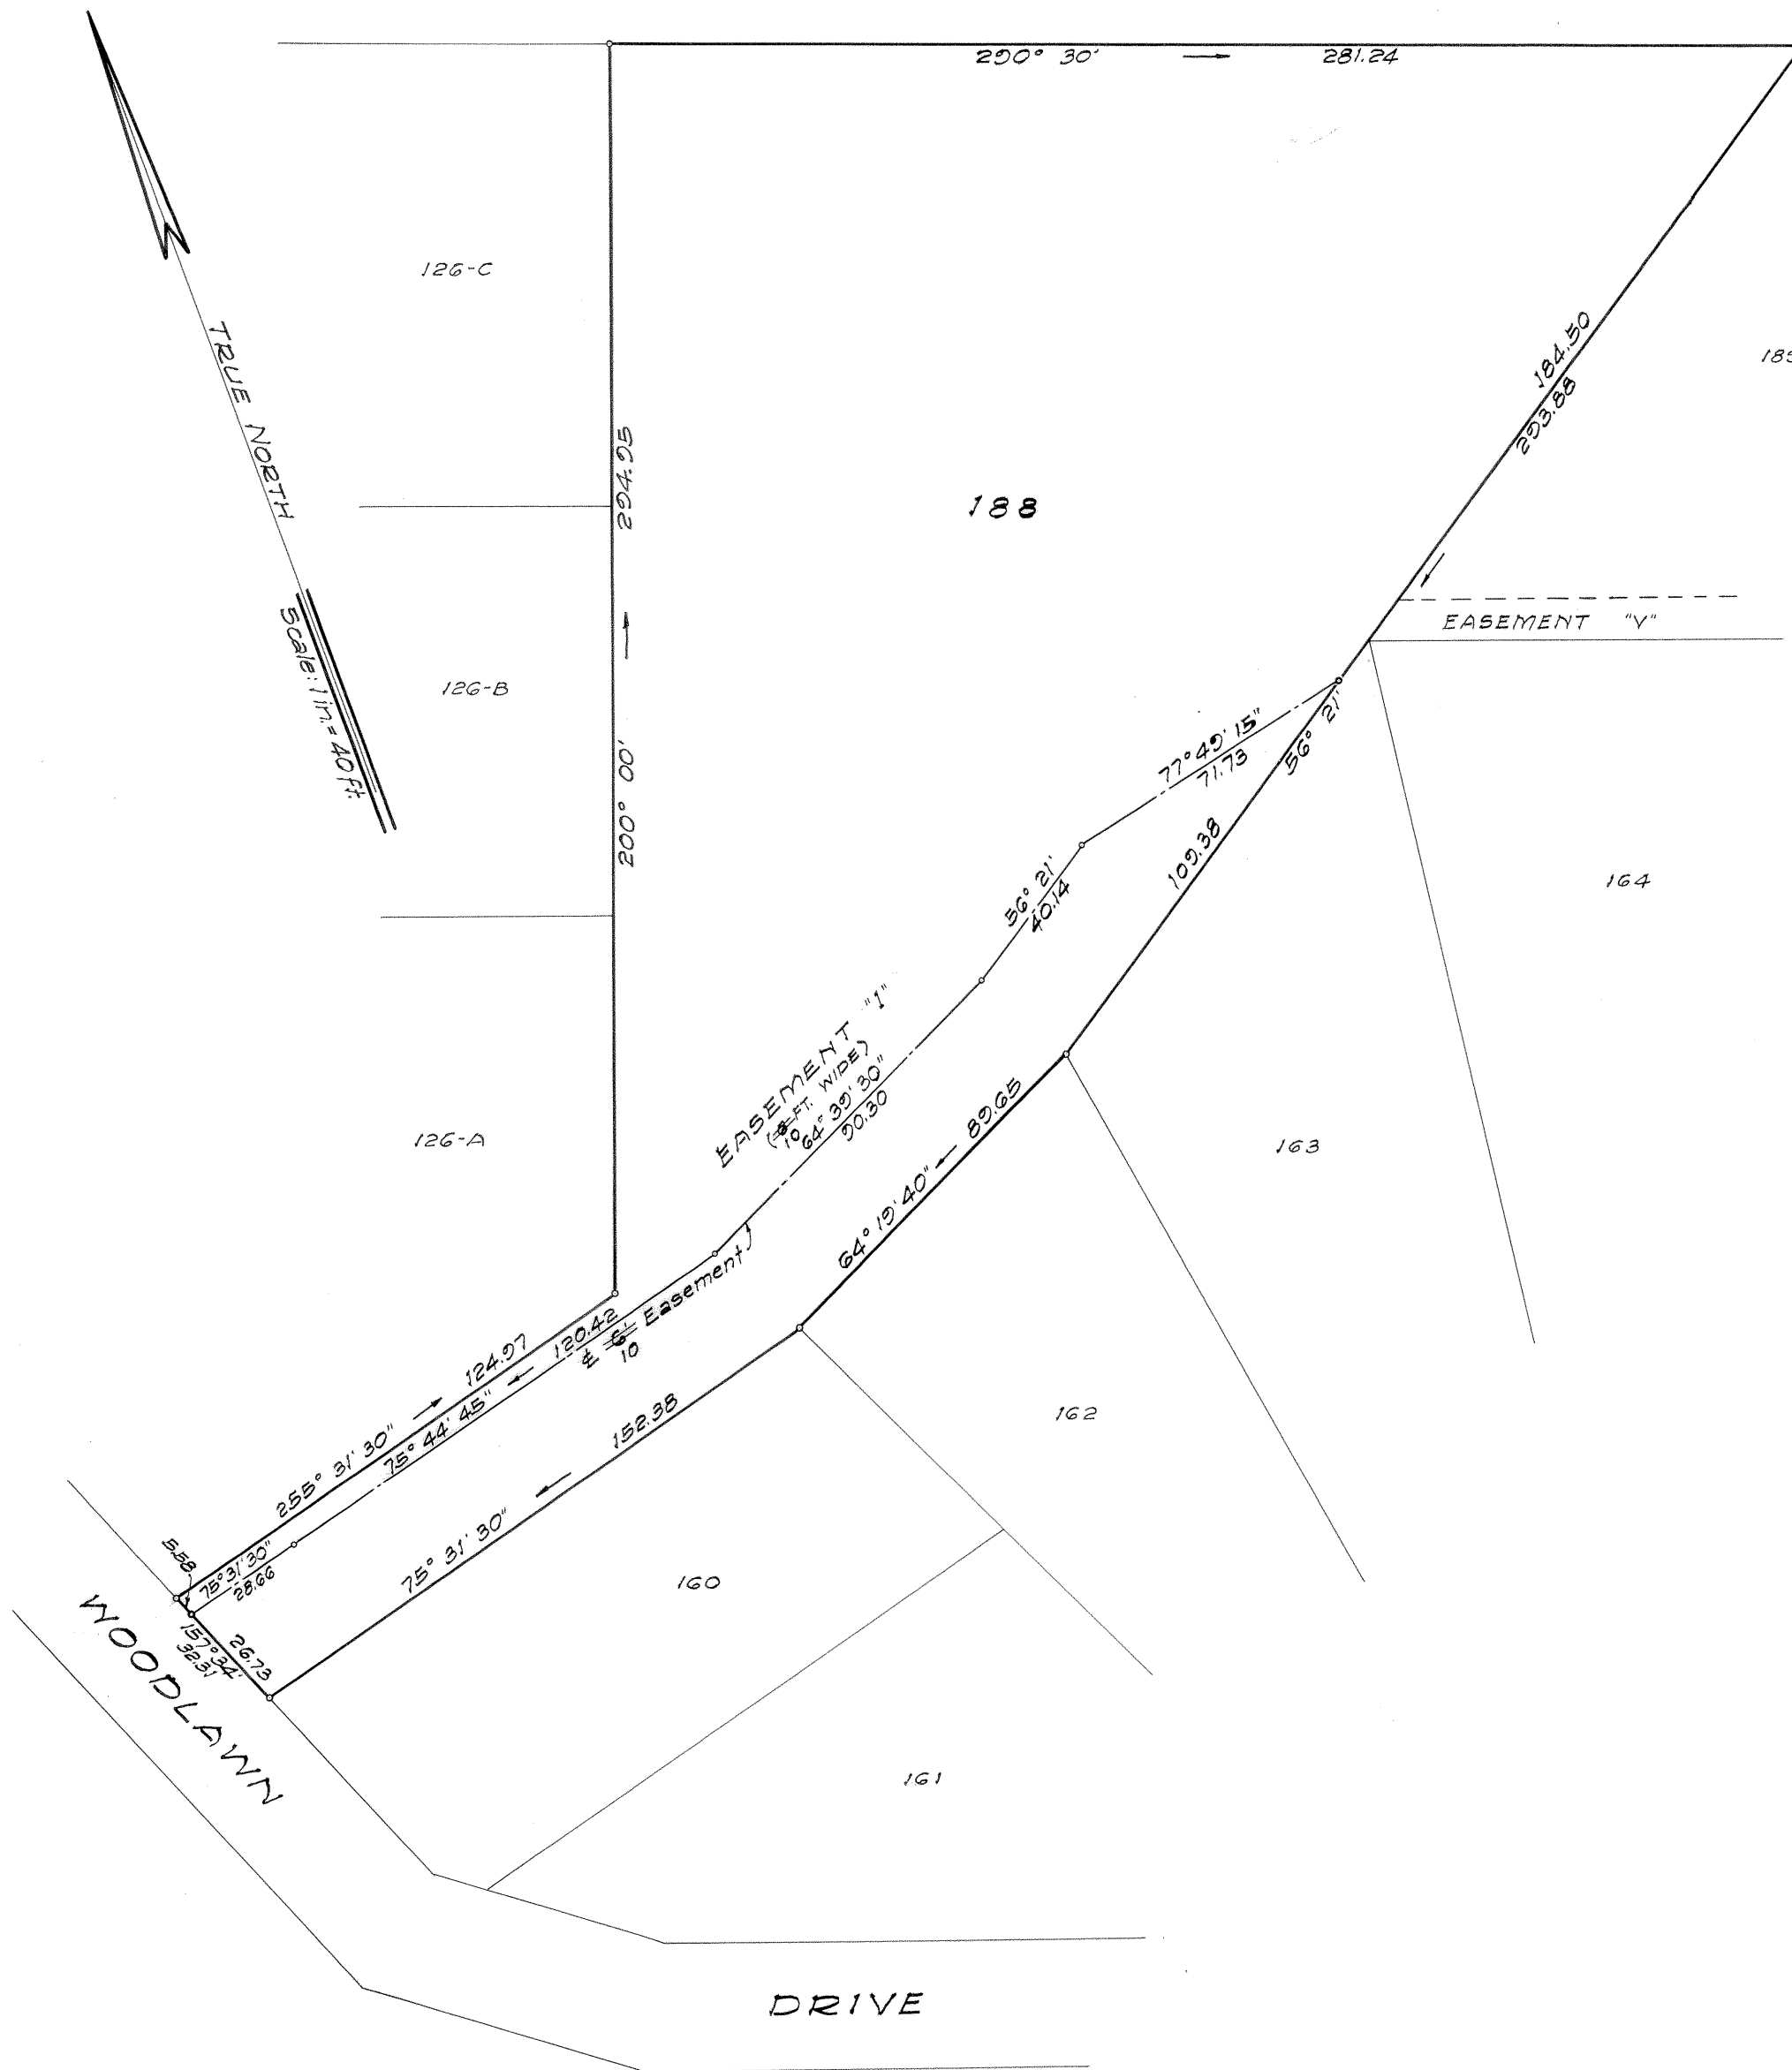 290° 30' 281.24
126-C
TRUE NORTH
Scale: 1 in. = 40 ft.
294.95
200° 00'
188
184.50
293.88
EASEMENT "V"
126-B
77° 49' 15"
71.73
56° 21'
109.38
164
56° 21'
40.14
EASEMENT "1"
FT. WIDE)
10
64° 39' 30"
90.30
89.65
64° 19' 40"
126-A
163
124.97
255° 31' 30"
120.42
75° 44' 45"
℄ 6' Easement
10
152.38
75° 31' 30"
162
5.58
75° 31' 30"
28.66
157° 34'
32.31
26.73
160
161
WOODLAWN
DRIVE